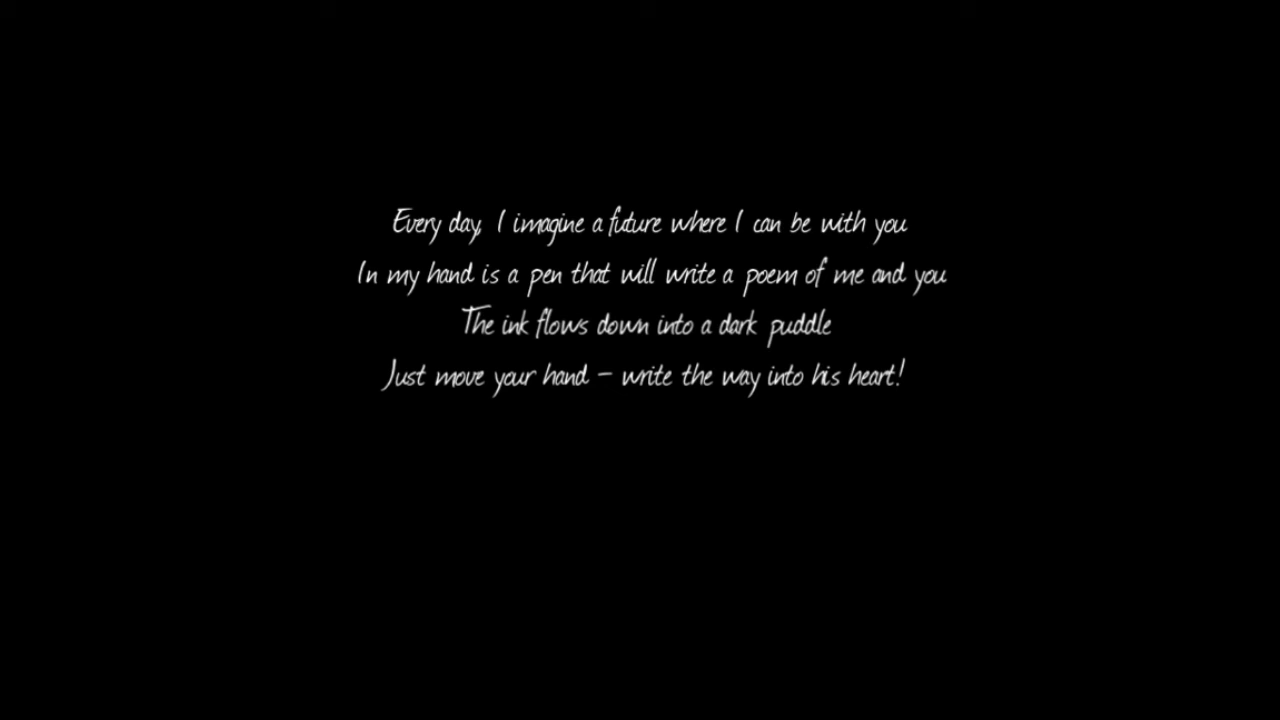 Every day, I imagine a future where I can be with you
In my hand is a pen that will write a poem of me and you
The ink flows down into a dark puddle
Just move your hand - write the way into his heart!